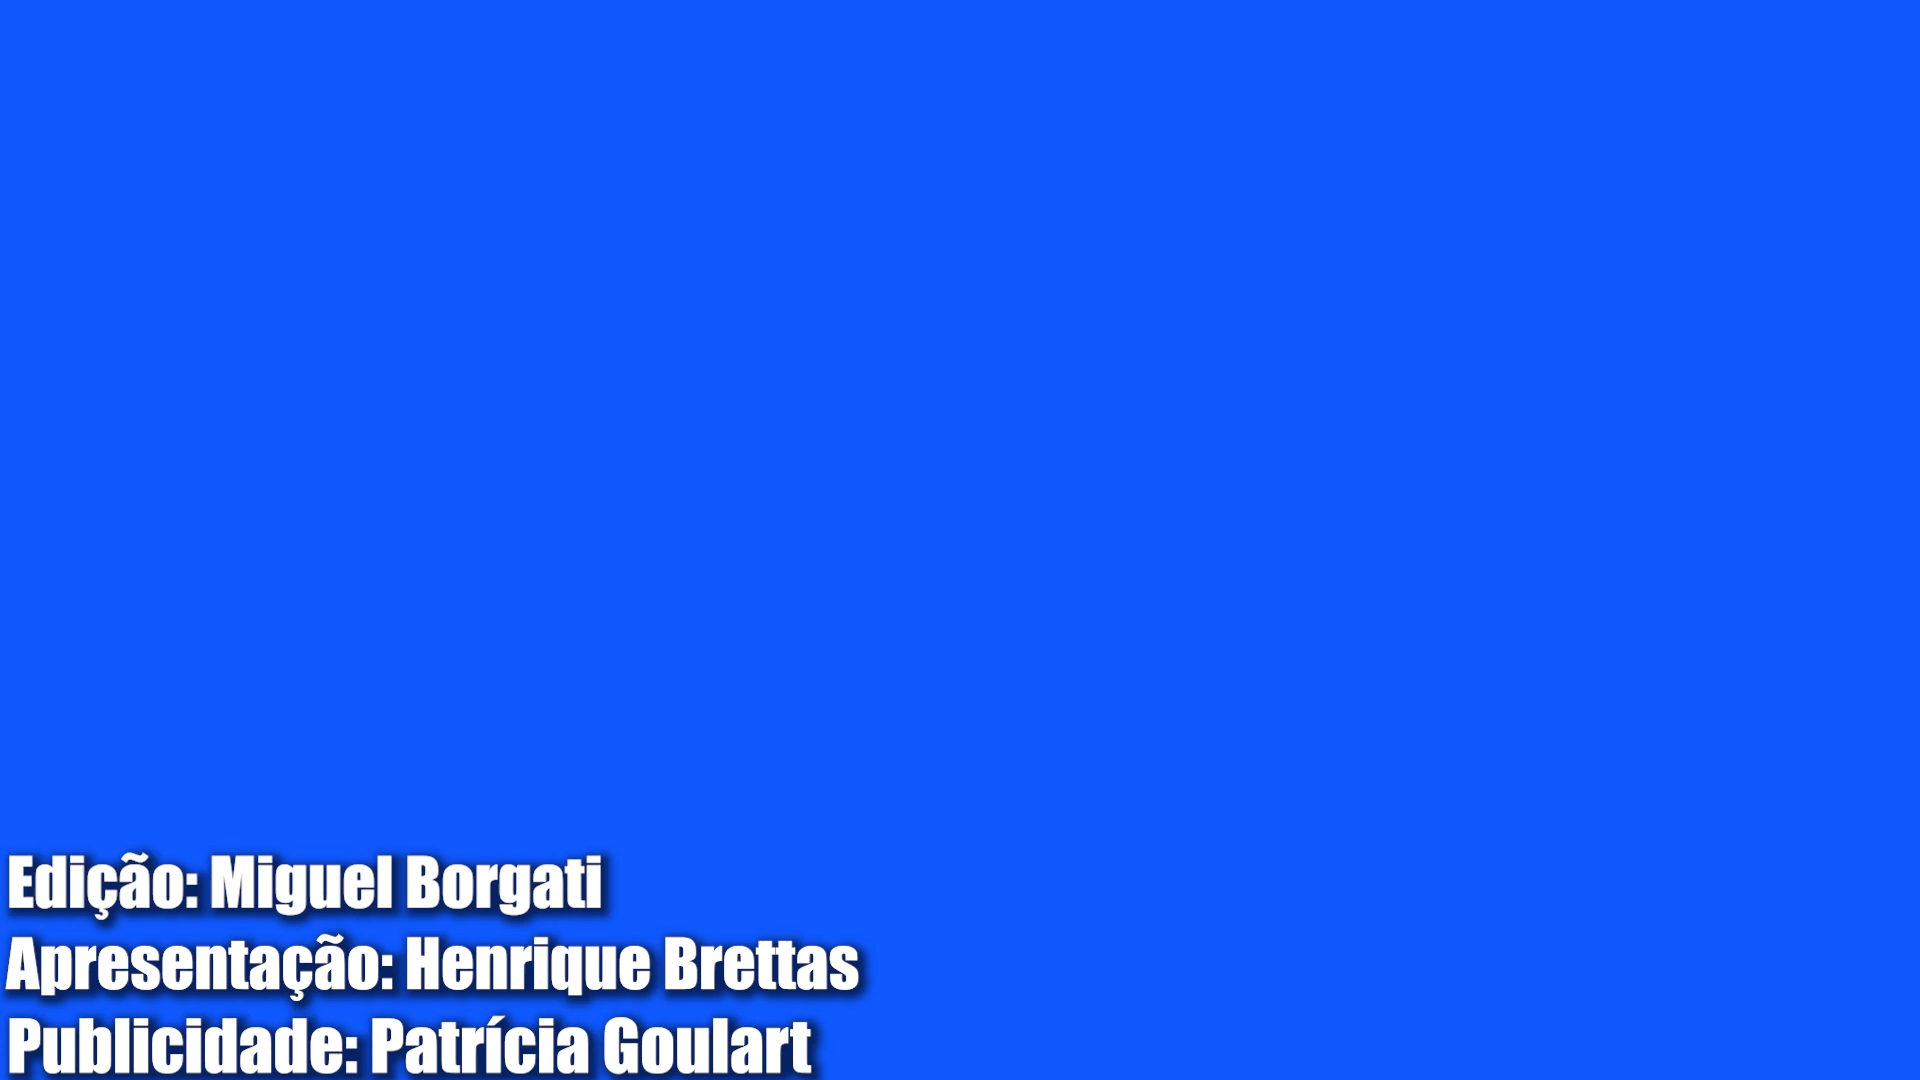 Edição: Miguel Borgati
Apresentação: Henrique Brettas
Publicidade: Patrícia Goulart